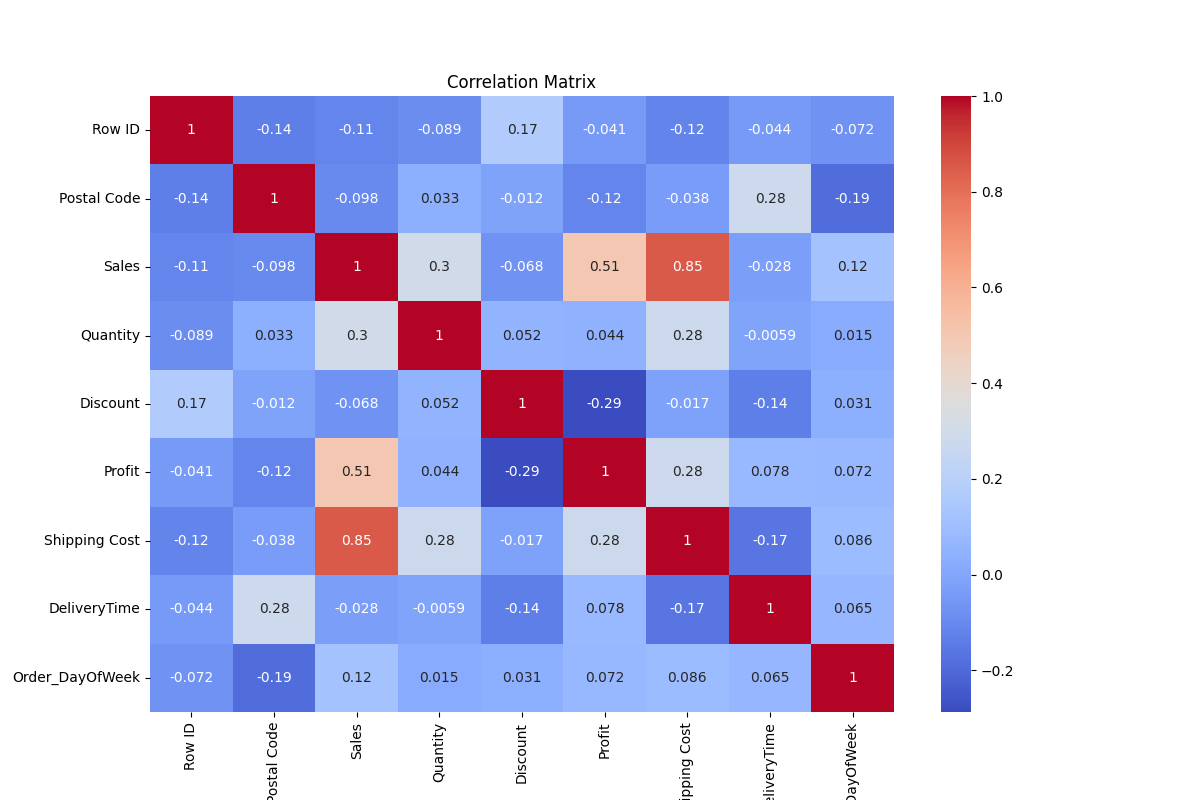 Correlation Matrix
Row ID 1 -0.14 -0.11 -0.089 0.17 -0.041 -0.12 -0.044 -0.072
Postal Code -0.14 1 -0.098 0.033 -0.012 -0.12 -0.038 0.28 -0.19
Sales -0.11 -0.098 1 0.3 -0.068 0.51 0.85 -0.028 0.12
Quantity -0.089 0.033 0.3 1 0.052 0.044 0.28 -0.0059 0.015
Discount 0.17 -0.012 -0.068 0.052 1 -0.29 -0.017 -0.14 0.031
Profit -0.041 -0.12 0.51 0.044 -0.29 1 0.28 0.078 0.072
Shipping Cost -0.12 -0.038 0.85 0.28 -0.017 0.28 1 -0.17 0.086
DeliveryTime -0.044 0.28 -0.028 -0.0059 -0.14 0.078 -0.17 1 0.065
Order_DayOfWeek -0.072 -0.19 0.12 0.015 0.031 0.072 0.086 0.065 1
Row ID
Postal Code
Sales
Quantity
Discount
Profit
ipping Cost
eliveryTime
DayOfWeek
1.0
0.8
0.6
0.4
0.2
0.0
−0.2